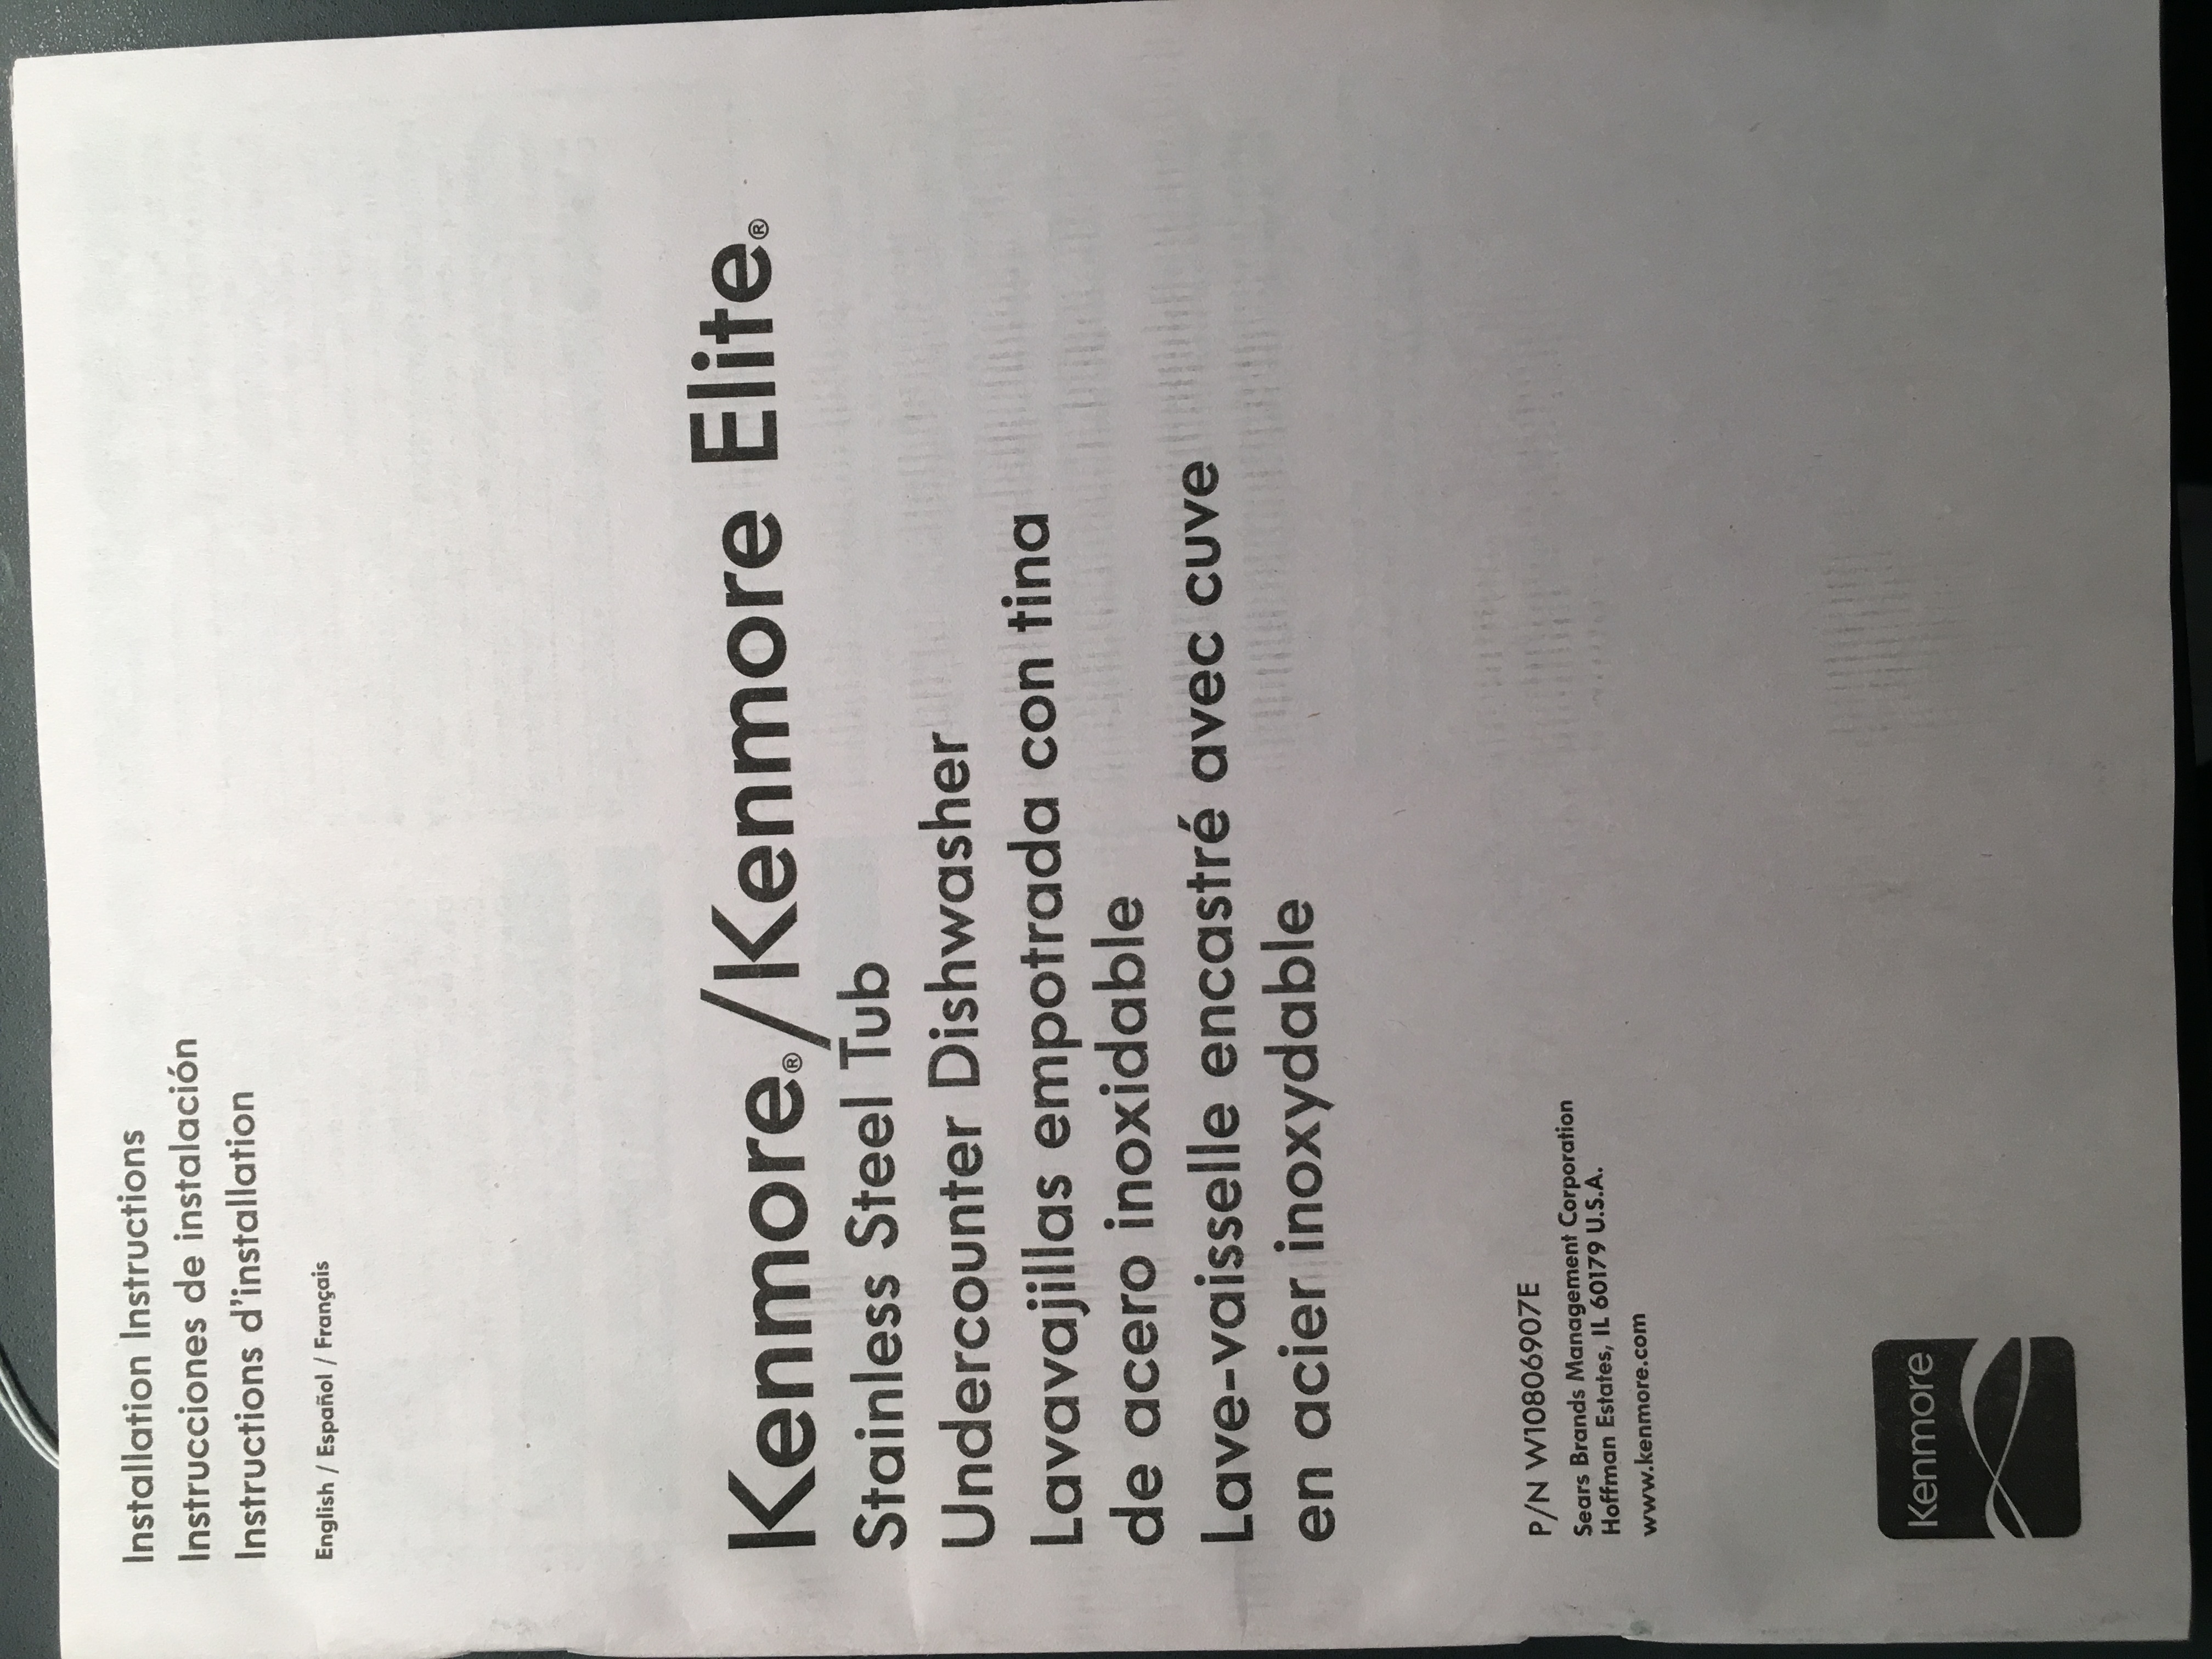 Installation Instructions
Instrucciones de instalación
Instructions d'installation
English / Español / Français
Kenmore®/Kenmore Elite®
Stainless Steel Tub
Undercounter Dishwasher
Lavavajillas empotrada con tina
de acero inoxidable
Lave-vaisselle encastré avec cuve
en acier inoxydable
P/N W10806907E
Sears Brands Management Corporation
Hoffman Estates, IL 60179 U.S.A.
www.kenmore.com
Kenmore